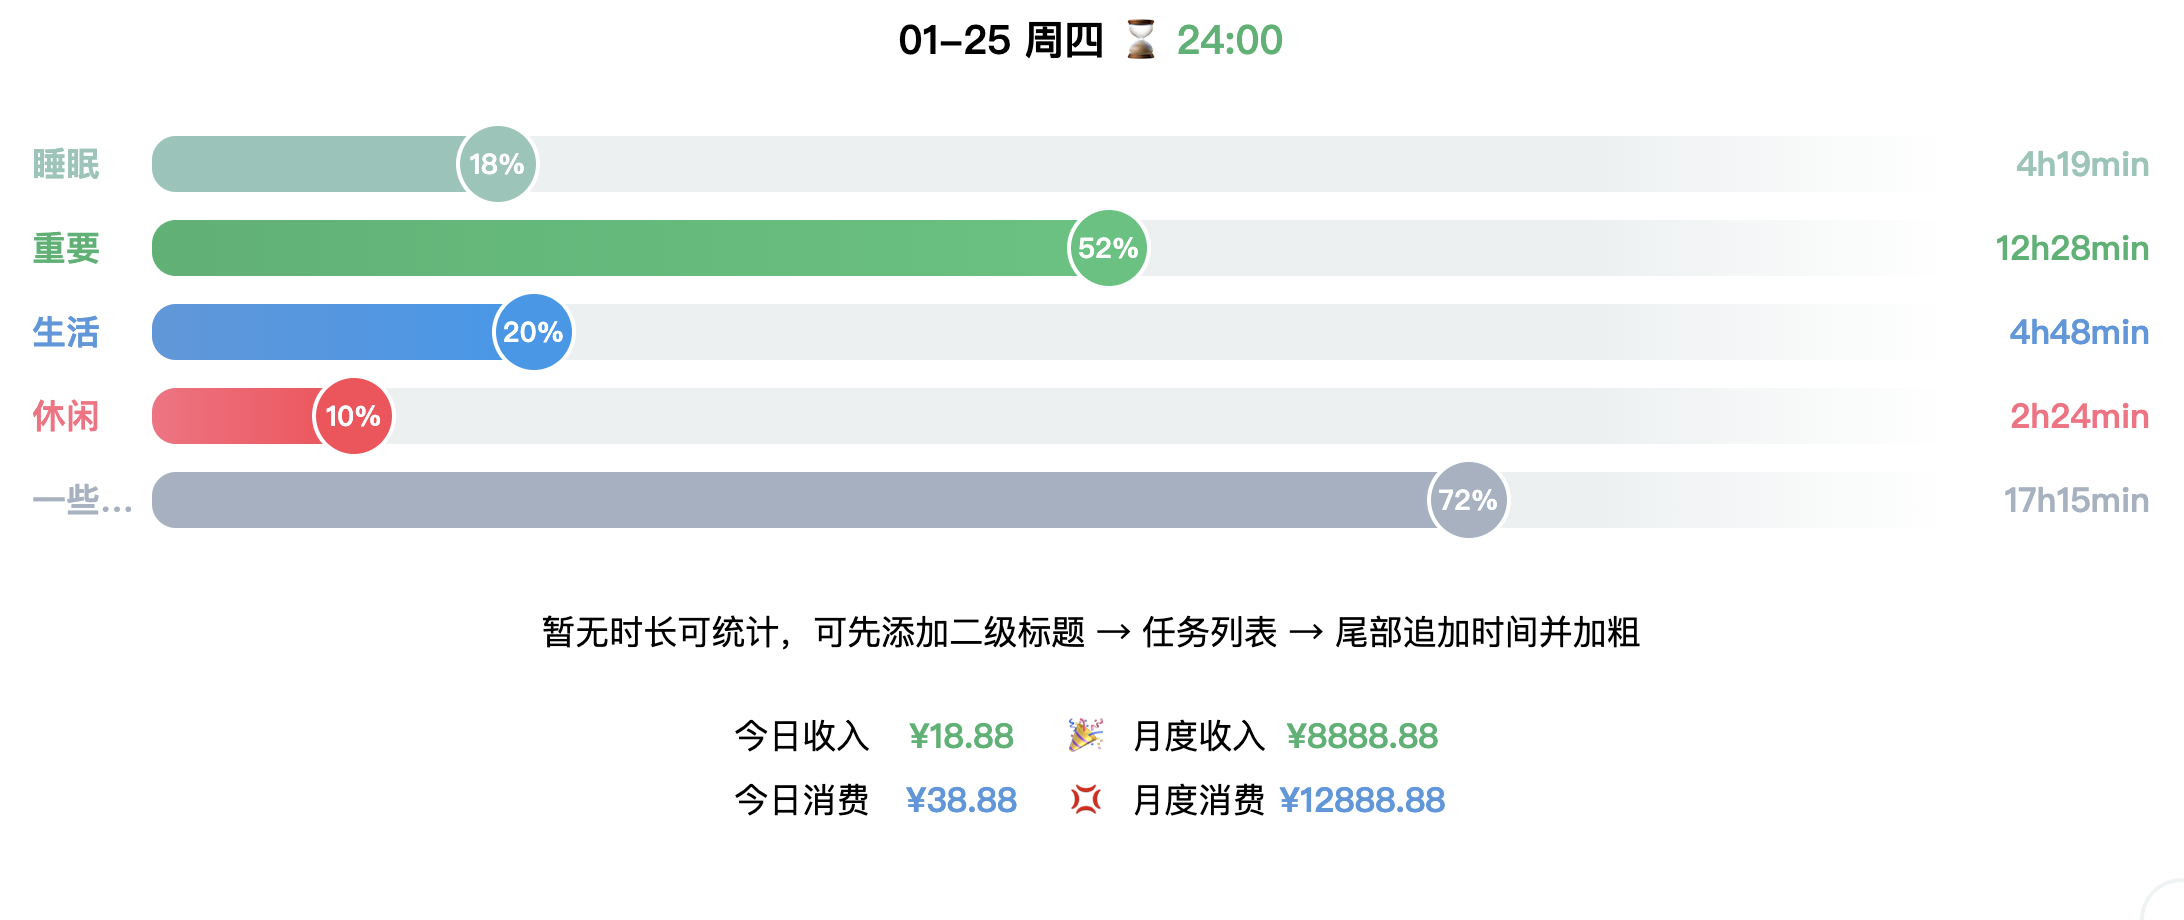 01-25 周四 ⌛ 24:00
睡眠 18% 4h19min
重要 52% 12h28min
生活 20% 4h48min
休闲 10% 2h24min
一些... 72% 17h15min
暂无时长可统计，可先添加二级标题 → 任务列表 → 尾部追加时间并加粗
今日收入 ¥18.88 🎉 月度收入 ¥8888.88
今日消费 ¥38.88 💢 月度消费 ¥12888.88